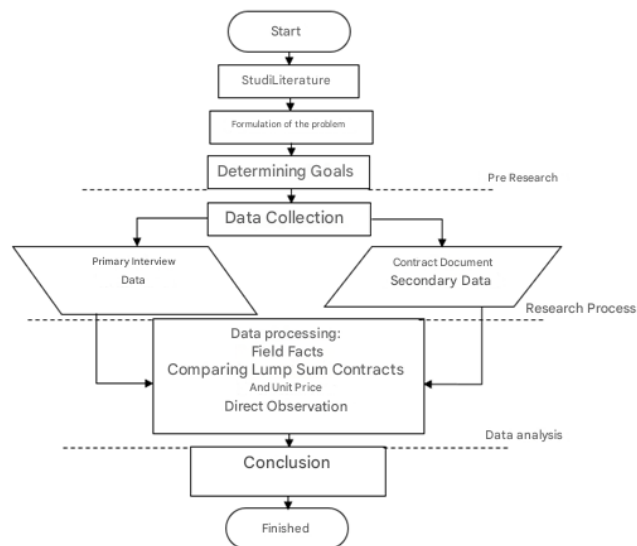 Start
StudiLiterature
Formulation of the problem
Determining Goals
Pre Research
Data Collection
Primary Interview
Data
Contract Document
Secondary Data
Research Process
Data processing:
Field Facts
Comparing Lump Sum Contracts
And Unit Price
Direct Observation
Data analysis
Conclusion
Finished